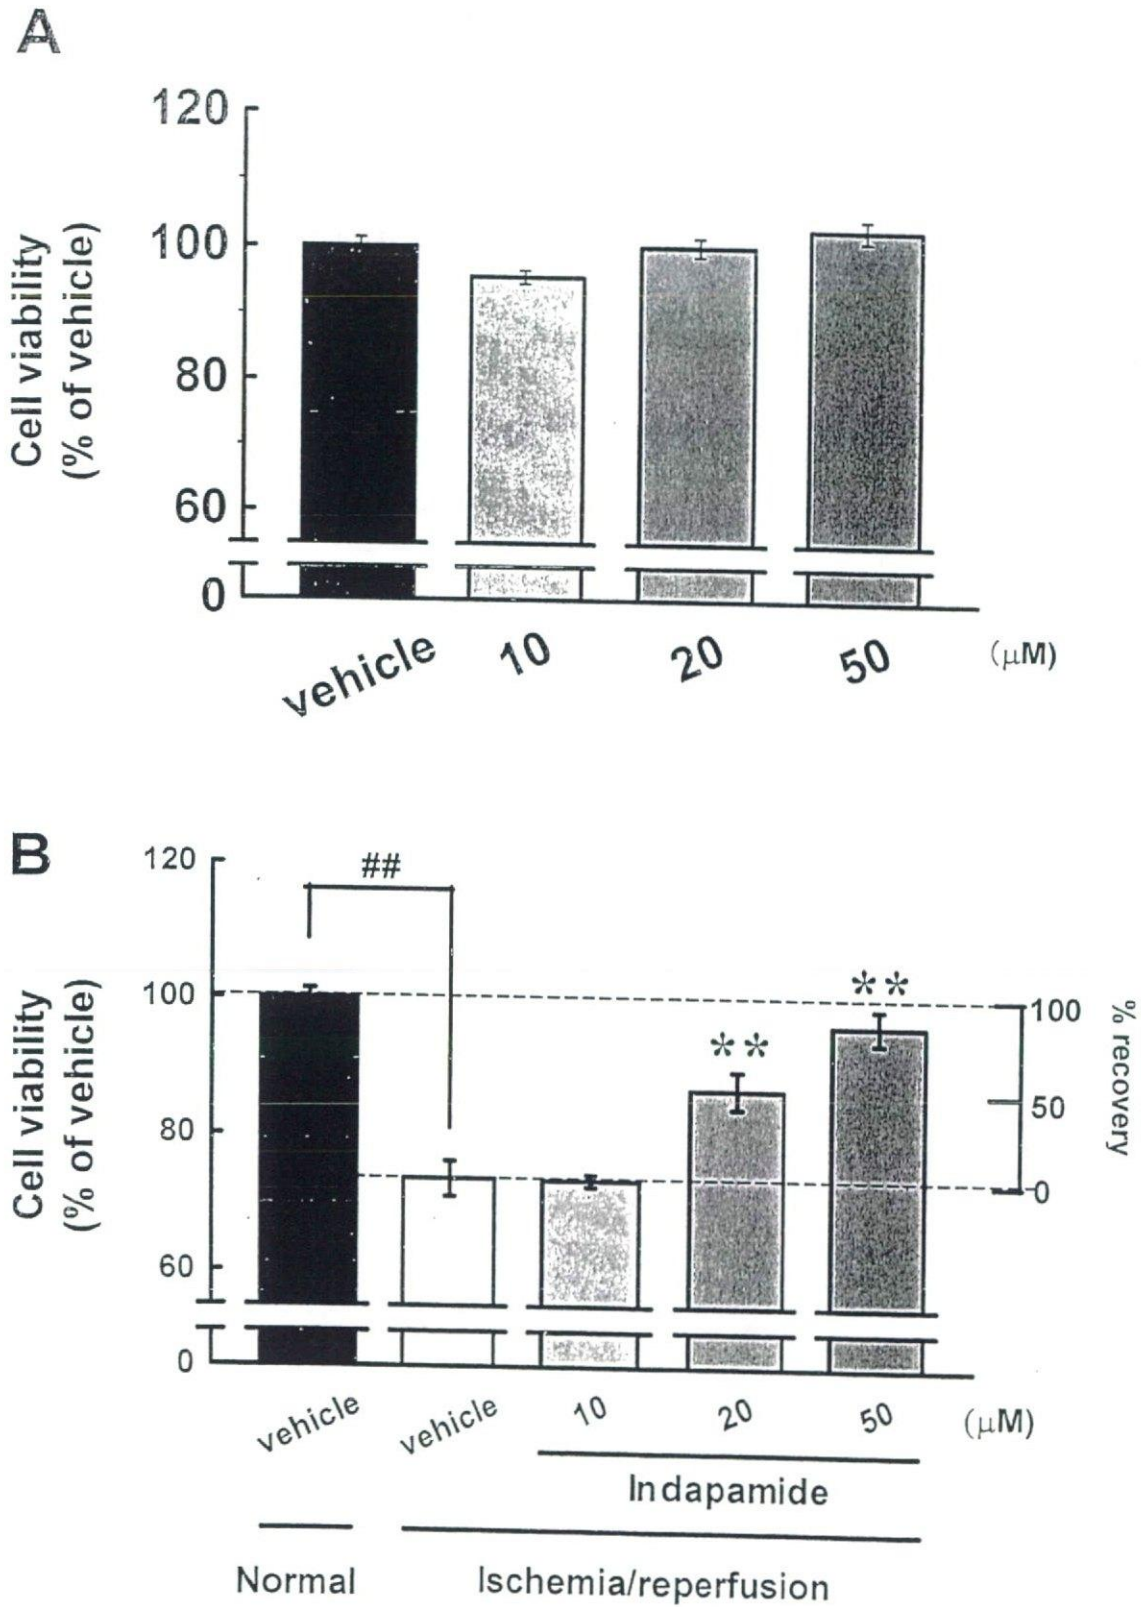 A
120
100
80
60
0
Cell viability
(% of vehicle)
vehicle
10
20
50
(μM)
B
120
100
80
60
0
Cell viability
(% of vehicle)
##
**
**
100
50
0
% recovery
vehicle
vehicle
10
20
50
(μM)
Indapamide
Normal
Ischemia/reperfusion